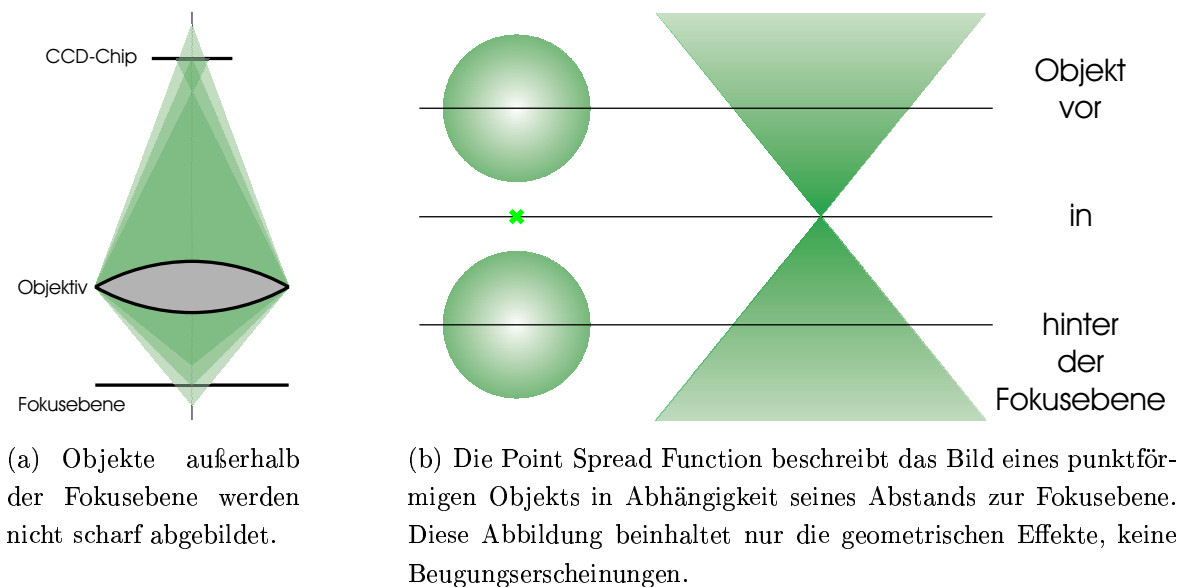 CCD-Chip
Objektiv
Fokusebene
Objekt
vor
in
hinter
der
Fokusebene
(a) Objekte außerhalb
der Fokusebene werden
nicht scharf abgebildet.
(b) Die Point Spread Function beschreibt das Bild eines punktför-
migen Objekts in Abhängigkeit seines Abstands zur Fokusebene.
Diese Abbildung beinhaltet nur die geometrischen Effekte, keine
Beugungserscheinungen.